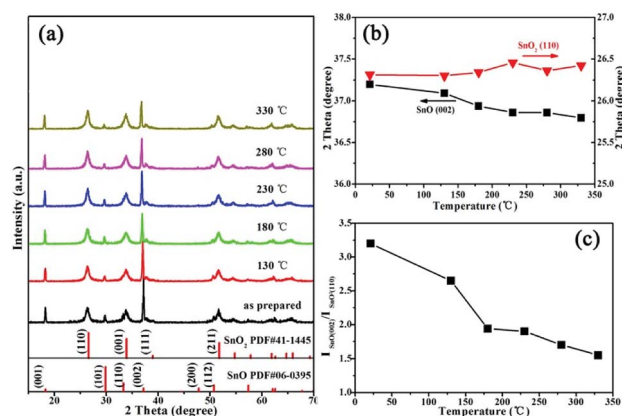 (a)
330 ℃
280 ℃
230 ℃
180 ℃
130 ℃
as prepared
Intensity (a.u.)
(110)
(001)
(111)
(211)
SnO₂ PDF#41-1445
(001)
(101)
(110)
(002)
(200)
(112)
SnO PDF#06-0395
20 30 40 50 60 70
2 Theta (degree)
(b)
38.0
37.5
37.0
36.5
36.0
2 Theta (degree)
SnO₂ (110)
SnO (002)
27.0
26.5
26.0
25.5
25.0
2 Theta (degree)
0 50 100 150 200 250 300 350
Temperature (℃)
(c)
3.5
3.0
2.5
2.0
1.5
1.0
I SnO(002)/I SnO²(110)
0 50 100 150 200 250 300 350
Temperature (℃)